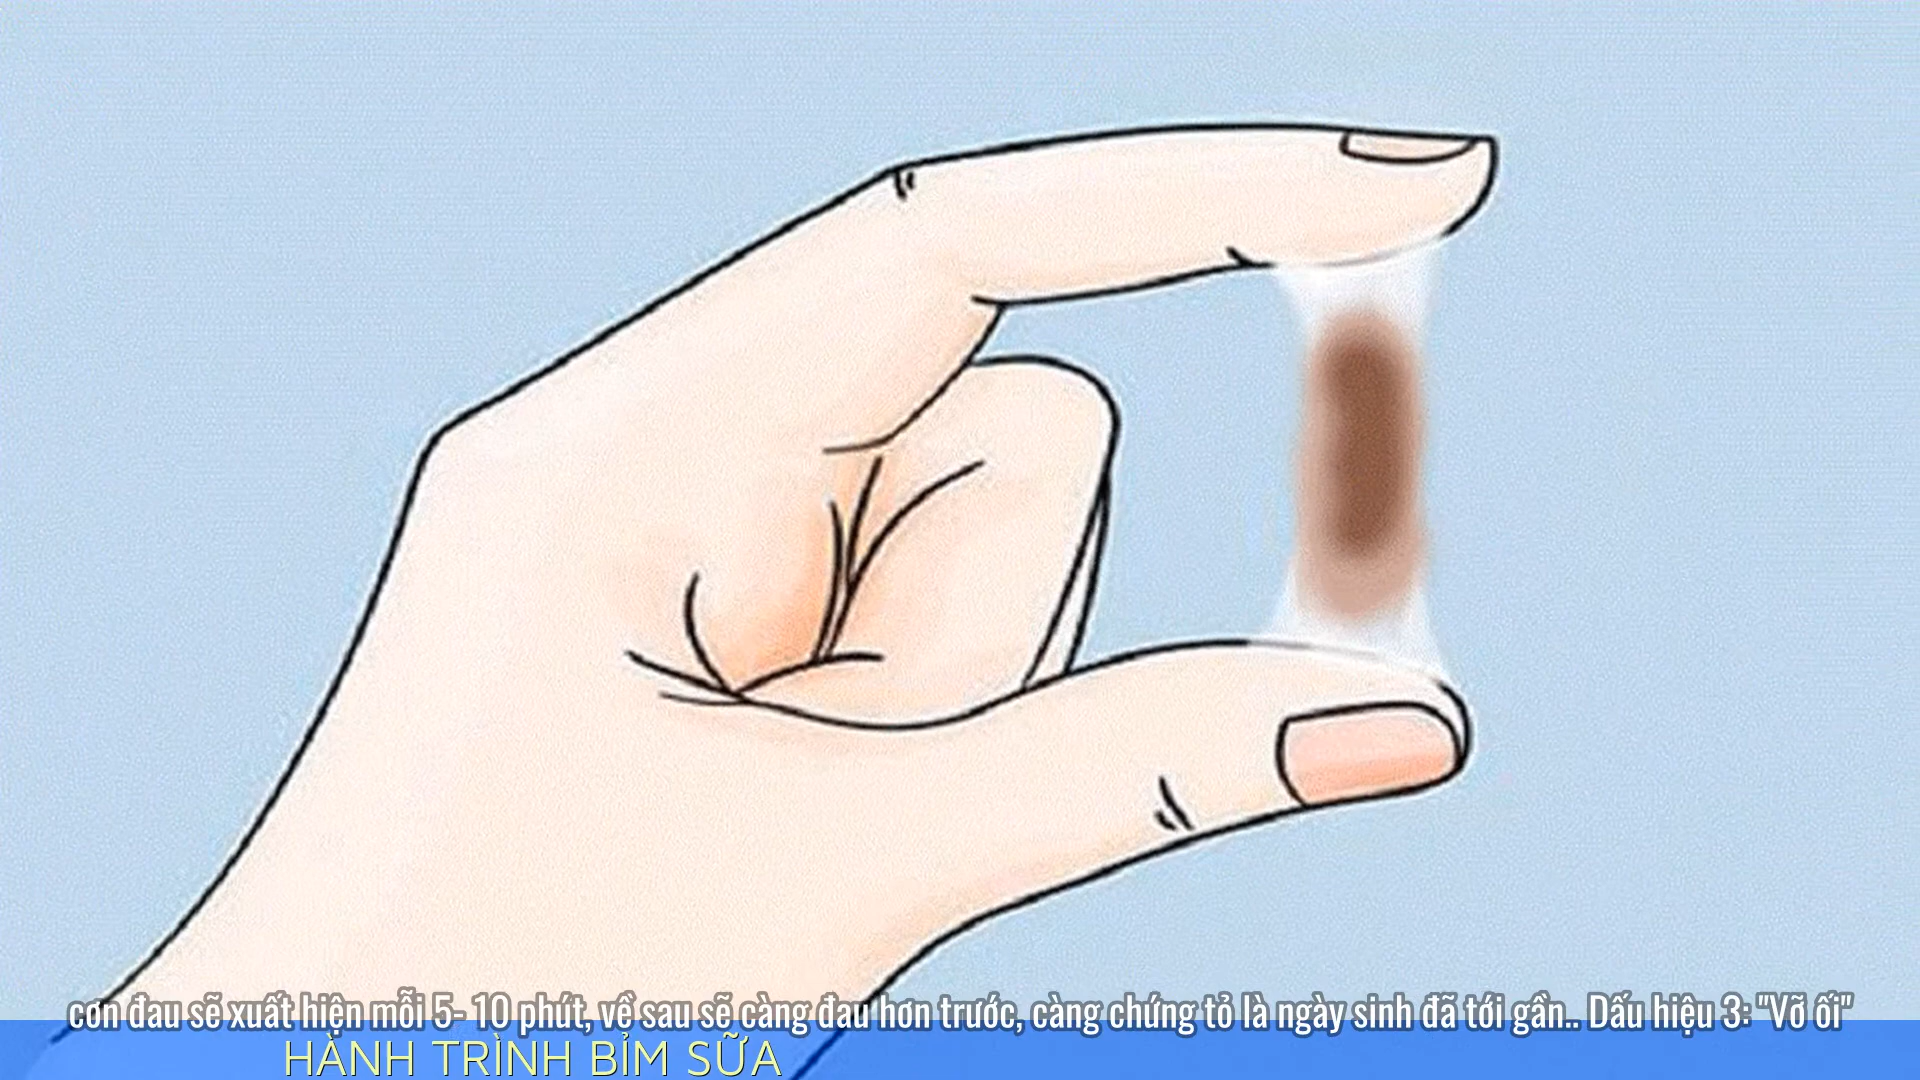 cơn đau sẽ xuất hiện mỗi 5- 10 phút, về sau sẽ càng đau hơn trước, càng chứng tỏ là ngày sinh đã tới gần.. Dấu hiệu 3: "Vỡ ối"
HÀNH TRÌNH BỈM SỮA